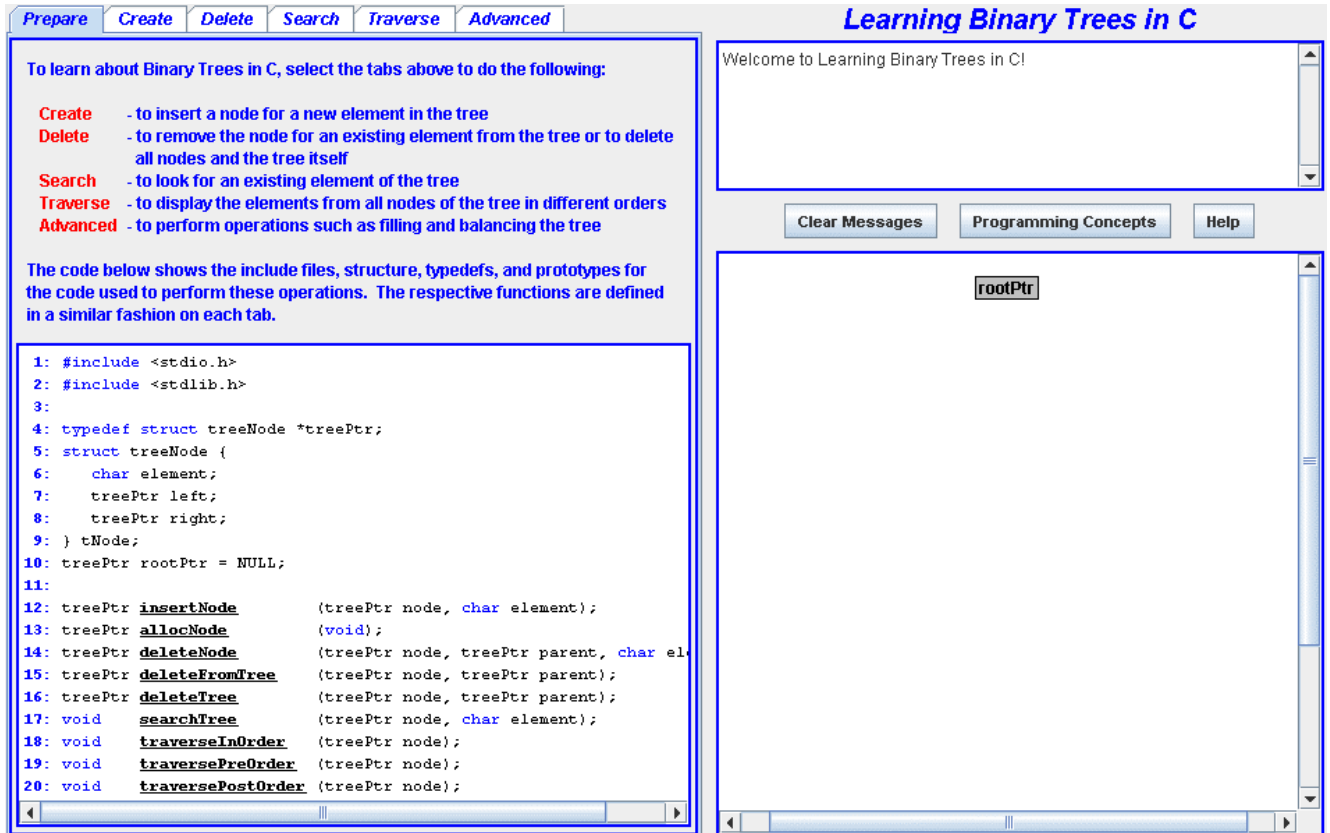 Prepare Create Delete Search Traverse Advanced
To learn about Binary Trees in C, select the tabs above to do the following:
Create - to insert a node for a new element in the tree
Delete - to remove the node for an existing element from the tree or to delete
all nodes and the tree itself
Search - to look for an existing element of the tree
Traverse - to display the elements from all nodes of the tree in different orders
Advanced - to perform operations such as filling and balancing the tree
The code below shows the include files, structure, typedefs, and prototypes for
the code used to perform these operations. The respective functions are defined
in a similar fashion on each tab.
1: #include <stdio.h>
2: #include <stdlib.h>
3:
4: typedef struct treeNode *treePtr;
5: struct treeNode {
6: char element;
7: treePtr left;
8: treePtr right;
9: } tNode;
10: treePtr rootPtr = NULL;
11:
12: treePtr insertNode (treePtr node, char element);
13: treePtr allocNode (void);
14: treePtr deleteNode (treePtr node, treePtr parent, char
15: treePtr deleteFromTree (treePtr node, treePtr parent);
16: treePtr deleteTree (treePtr node, treePtr parent);
17: void searchTree (treePtr node, char element);
18: void traverseInOrder (treePtr node);
19: void traversePreOrder (treePtr node);
20: void traversePostOrder (treePtr node);
Learning Binary Trees in C
Welcome to Learning Binary Trees in C!
Clear Messages Programming Concepts Help
rootPtr